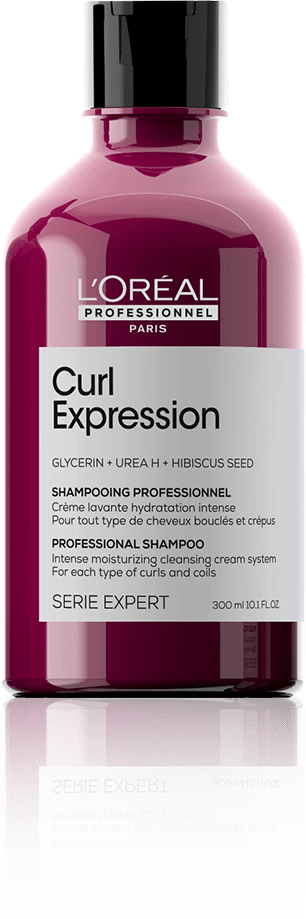 L'ORÉAL
PROFESSIONNEL
PARIS
Curl
Expression
GLYCERIN + UREA H + HIBISCUS SEED
SHAMPOOING PROFESSIONNEL
Crème lavante hydratation intense
Pour tout type de cheveux bouclés et crépus
PROFESSIONAL SHAMPOO
Intense moisturizing cleansing cream system
For each type of curls and coils
SERIE EXPERT 300 ml 10.1 FL.OZ